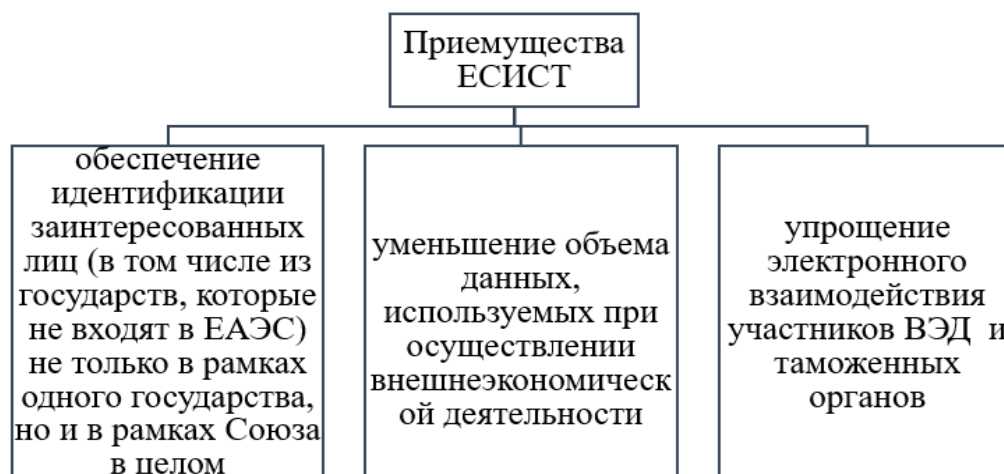 Приемущества
ЕСИСТ
обеспечение
идентификации
заинтересованных
лиц (в том числе из
государств, которые
не входят в ЕАЭС)
не только в рамках
одного государства,
но и в рамках Союза
в целом
уменьшение объема
данных,
используемых при
осуществлении
внешнеэкономическ
ой деятельности
упрощение
электронного
взаимодействия
участников ВЭД и
таможенных
органов